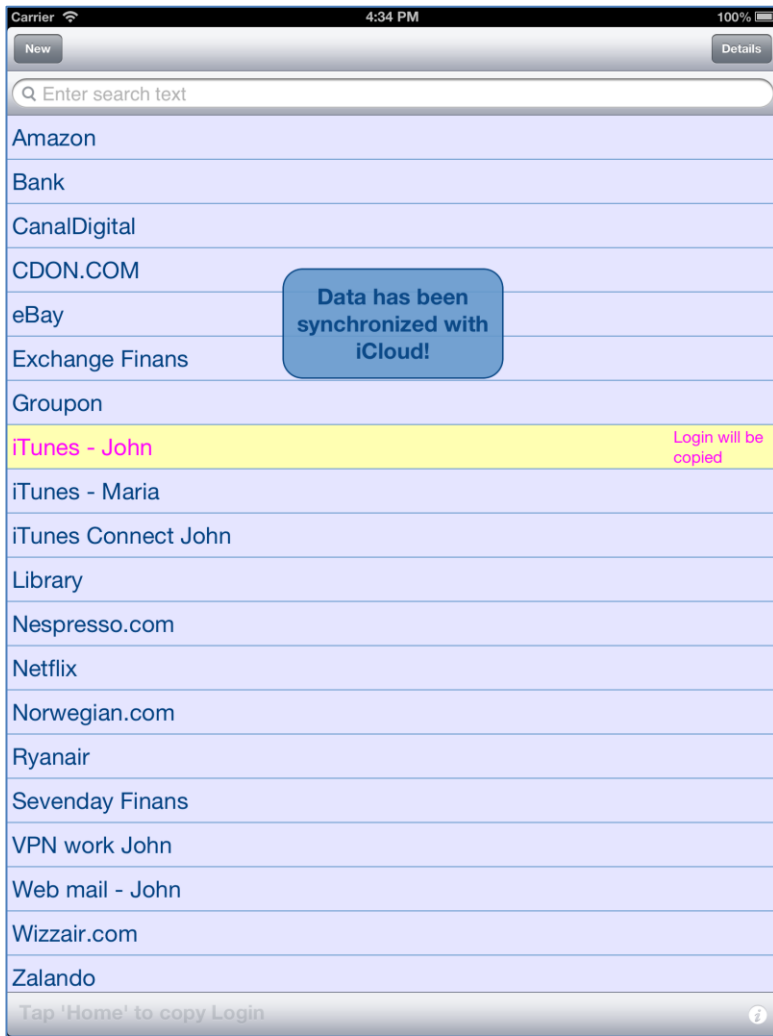 Carrier 4:34 PM 100%
New Details
Enter search text
Amazon
Bank
CanalDigital
CDON.COM
Data has been
synchronized with
iCloud!
eBay
Exchange Finans
Groupon
iTunes - John
Login will be
copied
iTunes - Maria
iTunes Connect John
Library
Nespresso.com
Netflix
Norwegian.com
Ryanair
Sevenday Finans
VPN work John
Web mail - John
Wizzair.com
Zalando
Tap 'Home' to copy Login